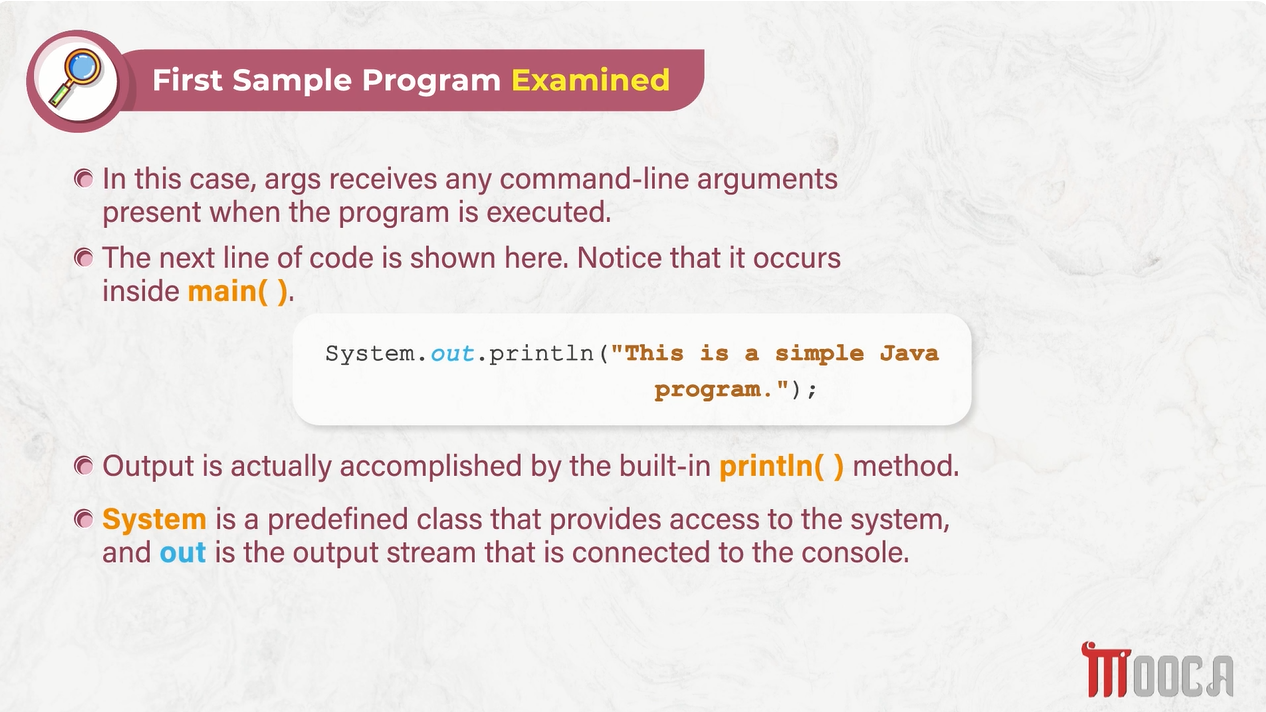 First Sample Program Examined
In this case, args receives any command-line arguments
present when the program is executed.
The next line of code is shown here. Notice that it occurs
inside main( ).
System.out.println("This is a simple Java
program.");
Output is actually accomplished by the built-in println( ) method.
System is a predefined class that provides access to the system,
and out is the output stream that is connected to the console.
MOOCA